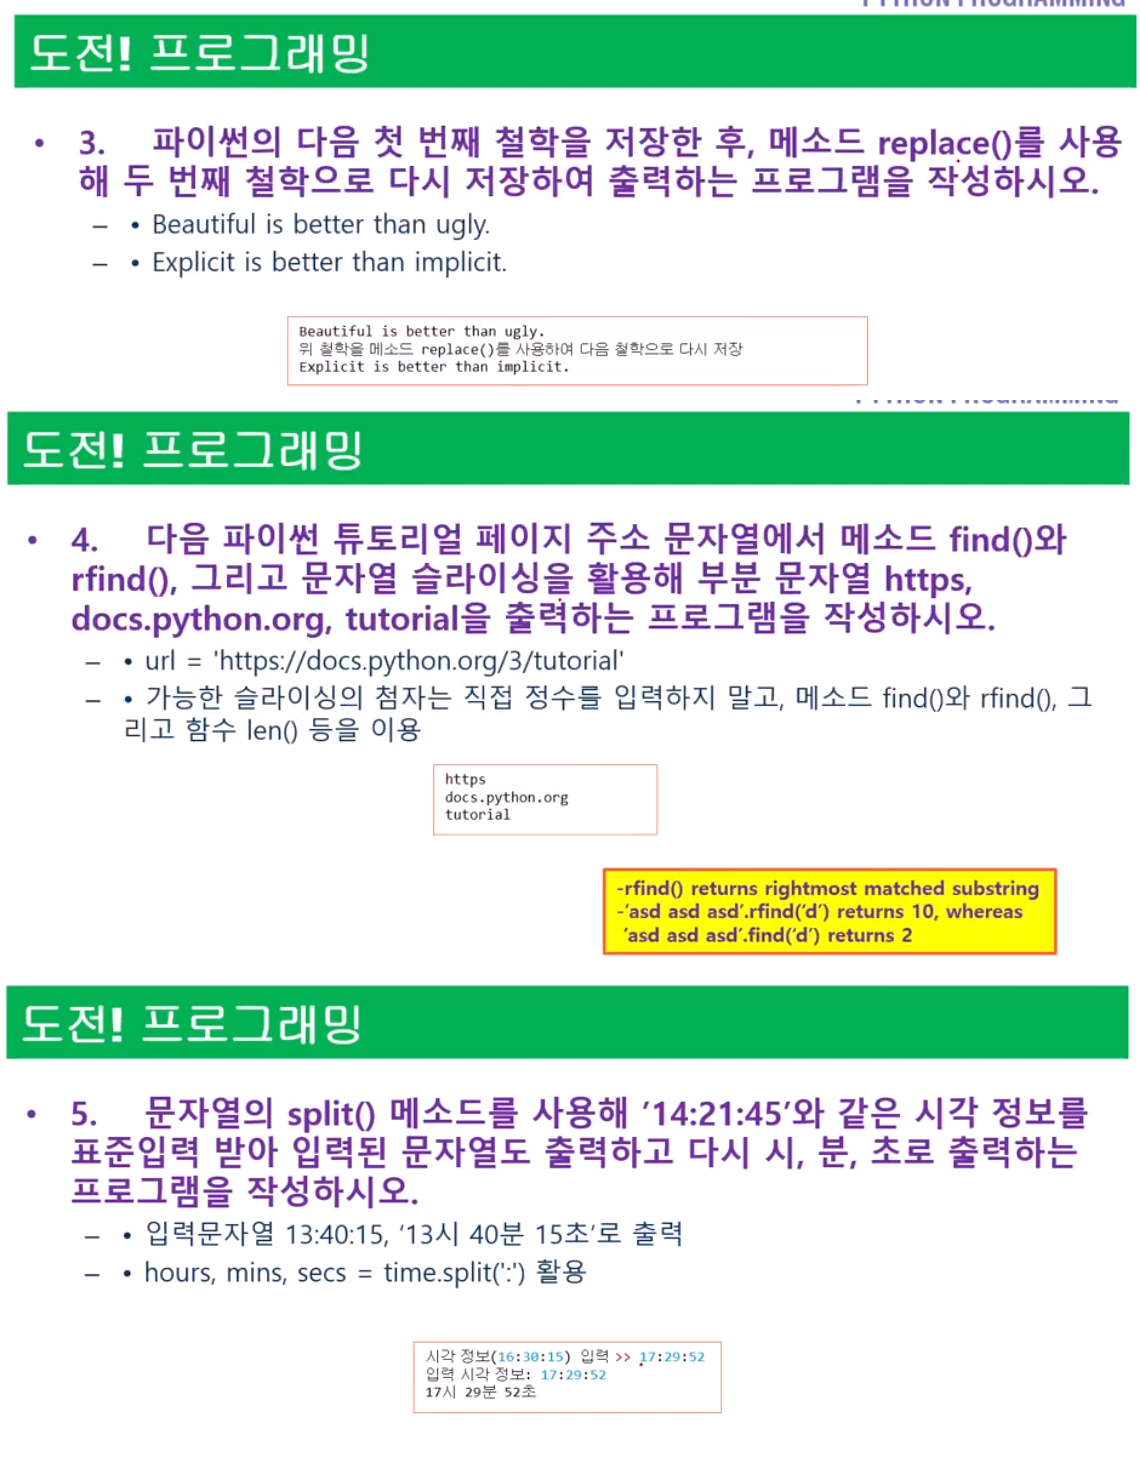 도전! 프로그래밍
• 3. 파이썬의 다음 첫 번째 철학을 저장한 후, 메소드 replace()를 사용
해 두 번째 철학으로 다시 저장하여 출력하는 프로그램을 작성하시오.
– • Beautiful is better than ugly.
– • Explicit is better than implicit.
Beautiful is better than ugly.
위 철학을 메소드 replace()를 사용하여 다음 철학으로 다시 저장
Explicit is better than implicit.
도전! 프로그래밍
• 4. 다음 파이썬 튜토리얼 페이지 주소 문자열에서 메소드 find()와
rfind(), 그리고 문자열 슬라이싱을 활용해 부분 문자열 https,
docs.python.org, tutorial을 출력하는 프로그램을 작성하시오.
– • url = 'https://docs.python.org/3/tutorial'
– • 가능한 슬라이싱의 첨자는 직접 정수를 입력하지 말고, 메소드 find()와 rfind(), 그
리고 함수 len() 등을 이용
https
docs.python.org
tutorial
-rfind() returns rightmost matched substring
-'asd asd asd'.rfind('d') returns 10, whereas
'asd asd asd'.find('d') returns 2
도전! 프로그래밍
• 5. 문자열의 split() 메소드를 사용해 '14:21:45'와 같은 시각 정보를
표준입력 받아 입력된 문자열도 출력하고 다시 시, 분, 초로 출력하는
프로그램을 작성하시오.
– • 입력문자열 13:40:15, '13시 40분 15초'로 출력
– • hours, mins, secs = time.split(':') 활용
시각 정보(16:30:15) 입력 >> 17:29:52
입력 시각 정보: 17:29:52
17시 29분 52초